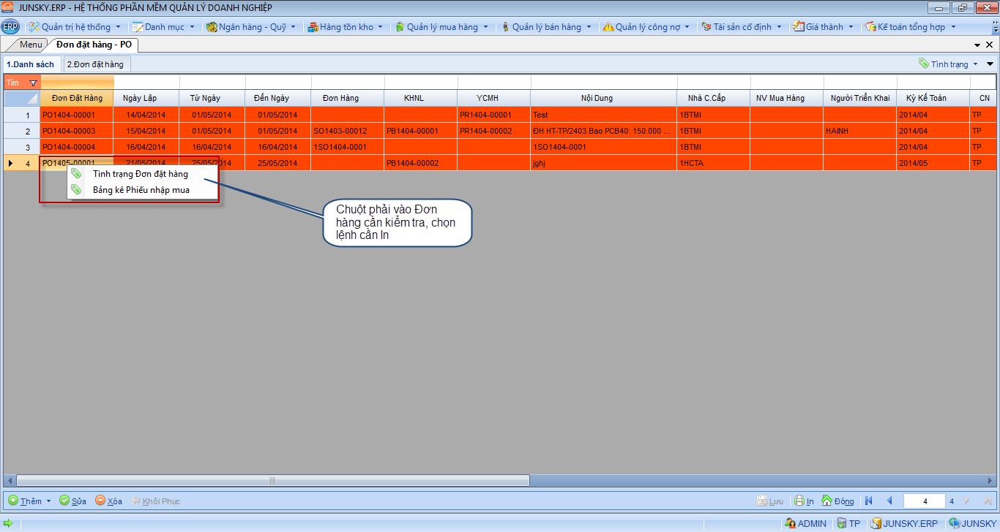 JUNSKY.ERP - HỆ THỐNG PHẦN MỀM QUẢN LÝ DOANH NGHIỆP
ERP Quản trị hệ thống Danh mục Ngân hàng - Quỹ Hàng tồn kho Quản lý mua hàng Quản lý bán hàng Quản lý công nợ Tài sản cố định Giá thành Kế toán tổng hợp
Menu Đơn đặt hàng - PO
1.Danh sách 2.Đơn đặt hàng Tình trạng
Tìm
Đơn Đặt Hàng Ngày Lập Từ Ngày Đến Ngày Đơn Hàng KHNL YCMH Nội Dung Nhà C.Cấp NV Mua Hàng Người Triển Khai Kỳ Kế Toán CN
1 PO1404-00001 14/04/2014 01/05/2014 01/05/2014 PR1404-00001 Test 1BTMI 2014/04 TP
2 PO1404-00003 15/04/2014 01/05/2014 01/05/2014 SO1403-00012 PB1404-00001 PR1404-00002 ĐH HT-TP/2403 Bao PCB40: 150.000 ... 1BTMI HAINH 2014/04 TP
3 PO1404-00004 16/04/2014 16/04/2014 16/04/2014 1SO1404-0001 1SO1404-0001 1BTMI 2014/04 TP
4 PO1405-00001 21/05/2014 25/05/2014 25/05/2014 PB1404-00002 jghj 1HCTA 2014/05 TP
Tình trạng Đơn đặt hàng
Bảng kê Phiếu nhập mua
Chuột phải vào Đơn
hàng cần kiểm tra, chọn
lệnh cần In
Thêm Sửa Xóa Khôi Phục Lưu In Đóng 4 4
ADMIN TP JUNSKY.ERP JUNSKY